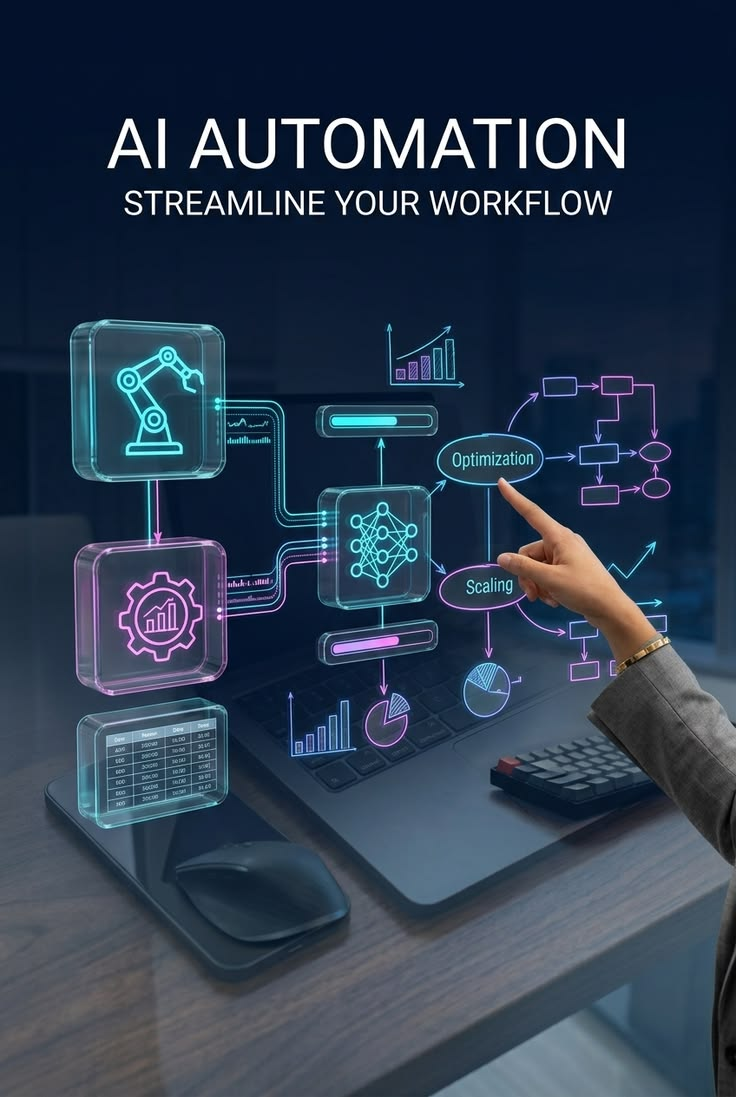 AI AUTOMATION
STREAMLINE YOUR WORKFLOW
Optimization
Scaling